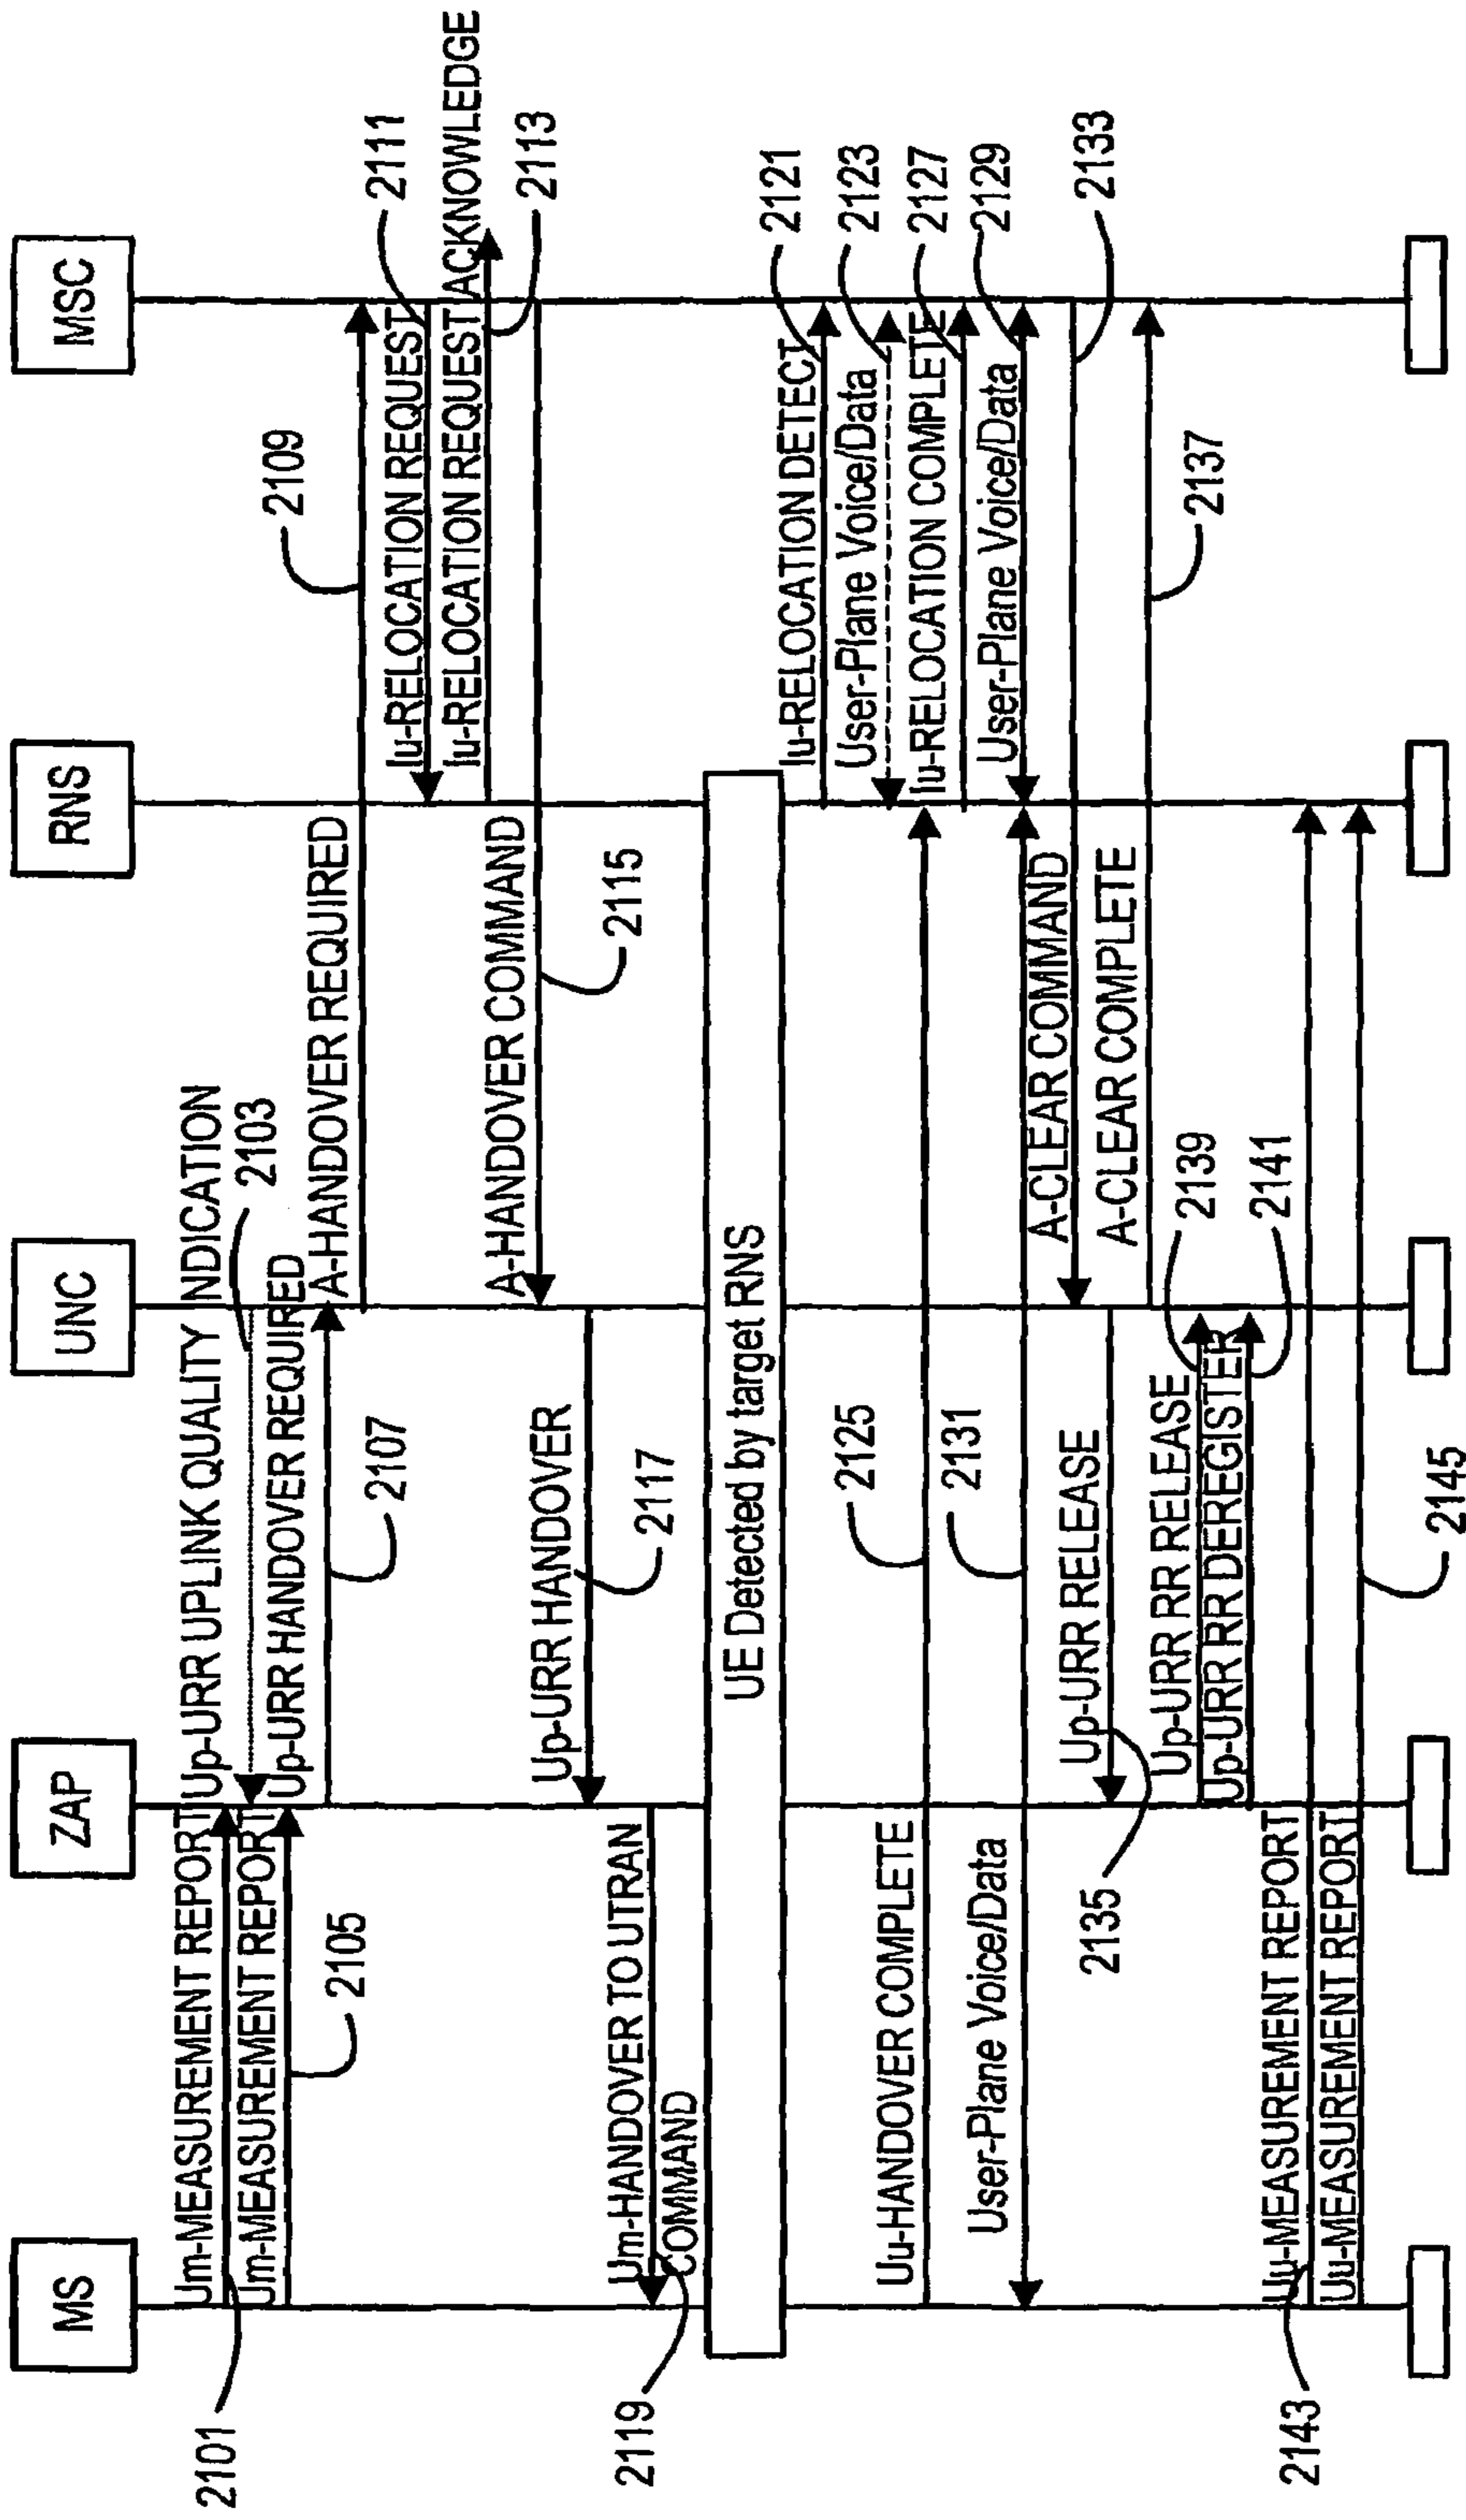 MS
ZAP
UNC
RNS
MSC
Um-MEASUREMENT REPORT
2101
Up-URR UPLINK QUALITY INDICATION
2103
Um-MEASUREMENT REPORT
2105
Up-URR HANDOVER REQUIRED
2107
A-HANDOVER REQUIRED
2109
Iu-RELOCATION REQUEST
2111
Iu-RELOCATION REQUEST ACKNOWLEDGE
2113
A-HANDOVER COMMAND
2115
Up-URR HANDOVER
2117
Um-HANDOVER TO UTRAN
COMMAND
2119
UE Detected by target RNS
Iu-RELOCATION DETECT
2121
User-Plane Voice/Data
2123
Uu-HANDOVER COMPLETE
2125
Iu-RELOCATION COMPLETE
2127
User-Plane Voice/Data
2129
User-Plane Voice/Data
2131
A-CLEAR COMMAND
2133
Up-URR RELEASE
2135
A-CLEAR COMPLETE
2137
Up-URR RR RELEASE
2139
Up-URR RR DEREGISTER
2141
Uu-MEASUREMENT REPORT
2143
Uu-MEASUREMENT REPORT
2145